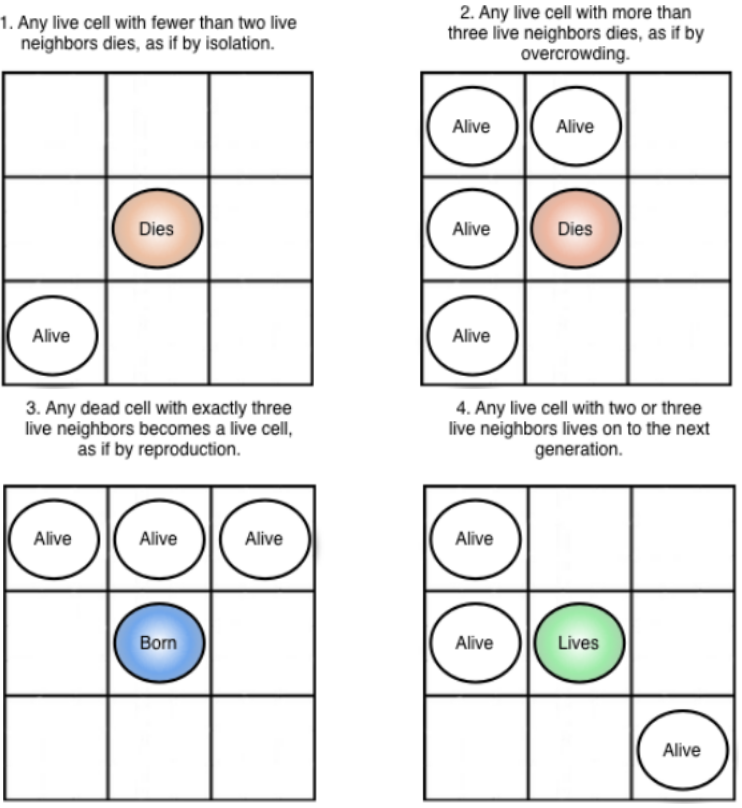 1. Any live cell with fewer than two live
neighbors dies, as if by isolation.
Dies
Alive
2. Any live cell with more than
three live neighbors dies, as if by
overcrowding.
Alive
Alive
Alive
Dies
Alive
3. Any dead cell with exactly three
live neighbors becomes a live cell,
as if by reproduction.
Alive
Alive
Alive
Born
4. Any live cell with two or three
live neighbors lives on to the next
generation.
Alive
Alive
Lives
Alive